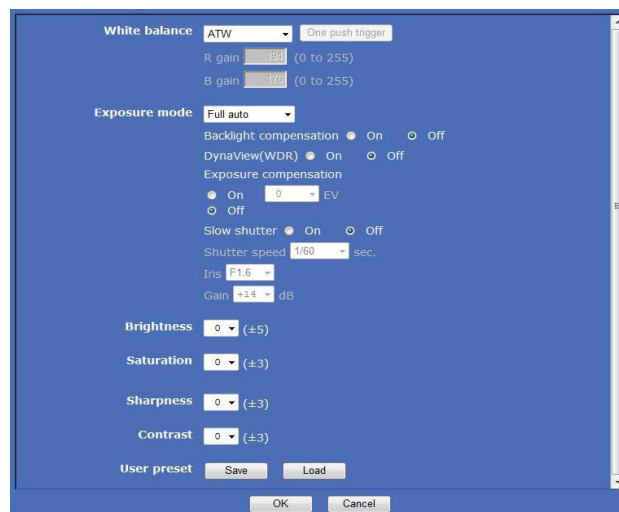 White balance ATW One push trigger
R gain 194 (0 to 255)
B gain 176 (0 to 255)
Exposure mode Full auto
Backlight compensation On Off
DynaView(WDR) On Off
Exposure compensation
On 0 EV
Off
Slow shutter On Off
Shutter speed 1/60 sec.
Iris F1.6
Gain +14 dB
Brightness 0 (±5)
Saturation 0 (±3)
Sharpness 0 (±3)
Contrast 0 (±3)
User preset Save Load
OK Cancel